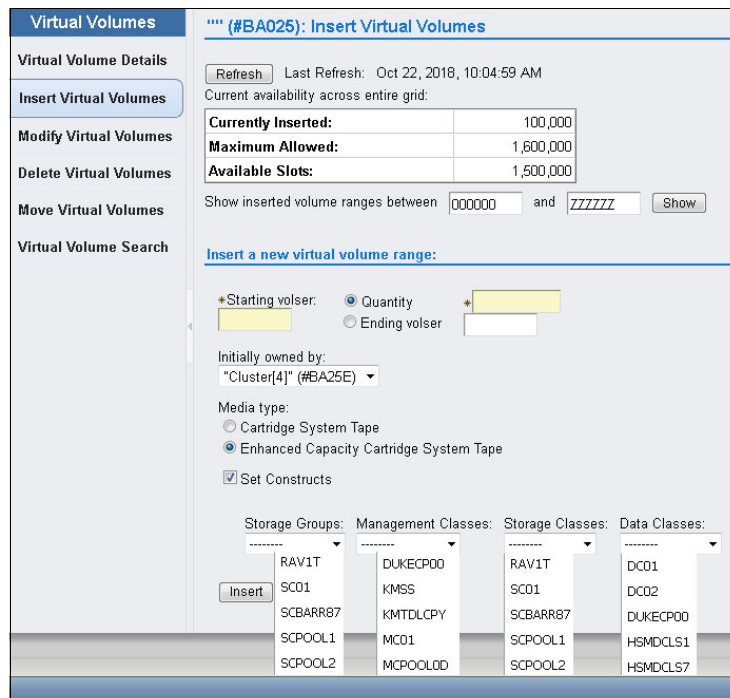 Virtual Volumes
Virtual Volume Details
Insert Virtual Volumes
Modify Virtual Volumes
Delete Virtual Volumes
Move Virtual Volumes
Virtual Volume Search
"" (#BA025): Insert Virtual Volumes
Refresh Last Refresh: Oct 22, 2018, 10:04:59 AM
Current availability across entire grid:
Currently Inserted: 100,000
Maximum Allowed: 1,600,000
Available Slots: 1,500,000
Show inserted volume ranges between 000000 and ZZZZZZ Show
Insert a new virtual volume range:
*Starting volser: Quantity *
Ending volser
Initially owned by:
"Cluster[4]" (#BA25E)
Media type:
Cartridge System Tape
Enhanced Capacity Cartridge System Tape
Set Constructs
Storage Groups: Management Classes: Storage Classes: Data Classes:
-------- -------- -------- --------
RAV1T DUKECP00 RAV1T DC01
SC01 KMSS SC01 DC02
SCBARR87 KMTDLCPY SCBARR87 DUKECP00
SCPOOL1 MC01 SCPOOL1 HSMDCLS1
SCPOOL2 MCPOOL0D SCPOOL2 HSMDCLS7
Insert